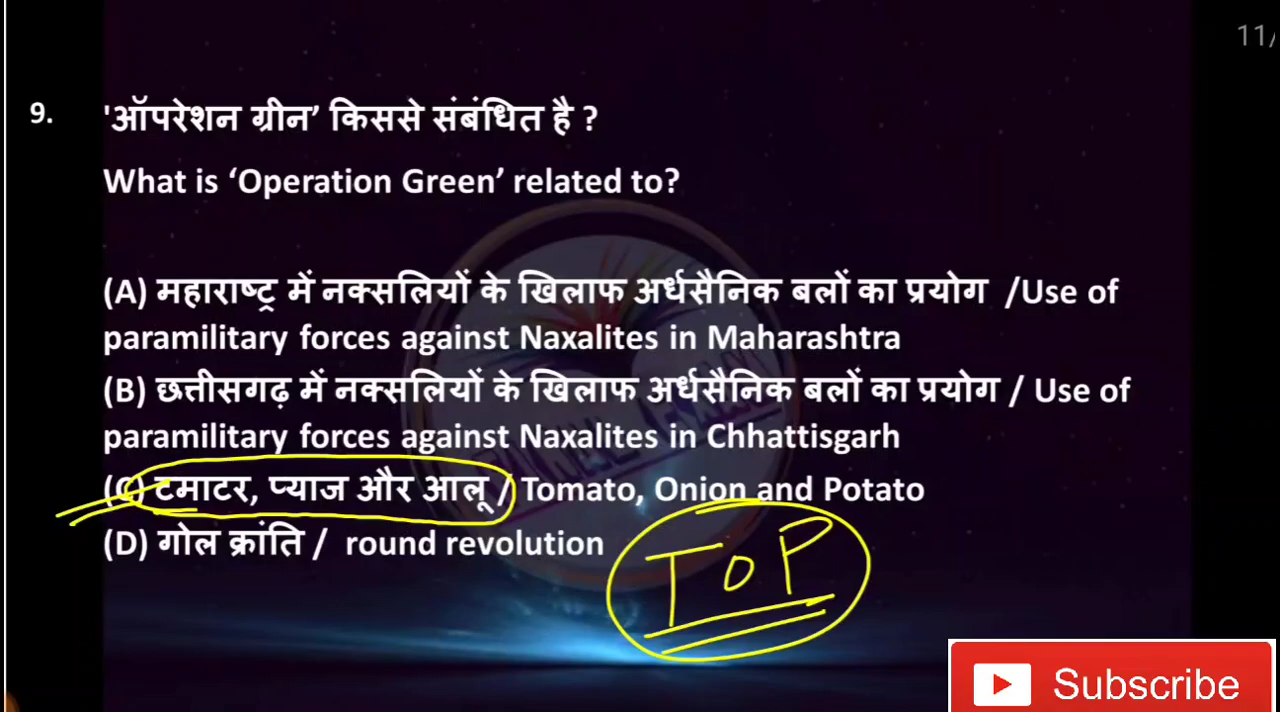 11/
9. 'ऑपरेशन ग्रीन’ किससे संबंधित है ?
What is ‘Operation Green’ related to?
(A) महाराष्ट्र में नक्सलियों के खिलाफ अर्धसैनिक बलों का प्रयोग /Use of
paramilitary forces against Naxalites in Maharashtra
(B) छत्तीसगढ़ में नक्सलियों के खिलाफ अर्धसैनिक बलों का प्रयोग / Use of
paramilitary forces against Naxalites in Chhattisgarh
(C) टमाटर, प्याज और आलू / Tomato, Onion and Potato
(D) गोल क्रांति / round revolution
ToP
Subscribe